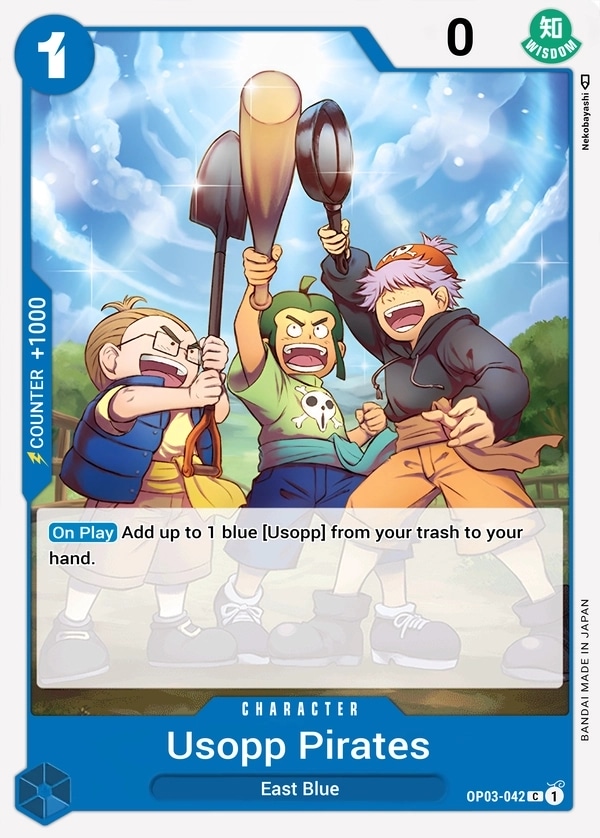 1
0
知
WISDOM
Nekobayashi
COUNTER +1000
On Play Add up to 1 blue [Usopp] from your trash to your
hand.
BANDAI MADE IN JAPAN
CHARACTER
Usopp Pirates
East Blue
OP03-042 C 1